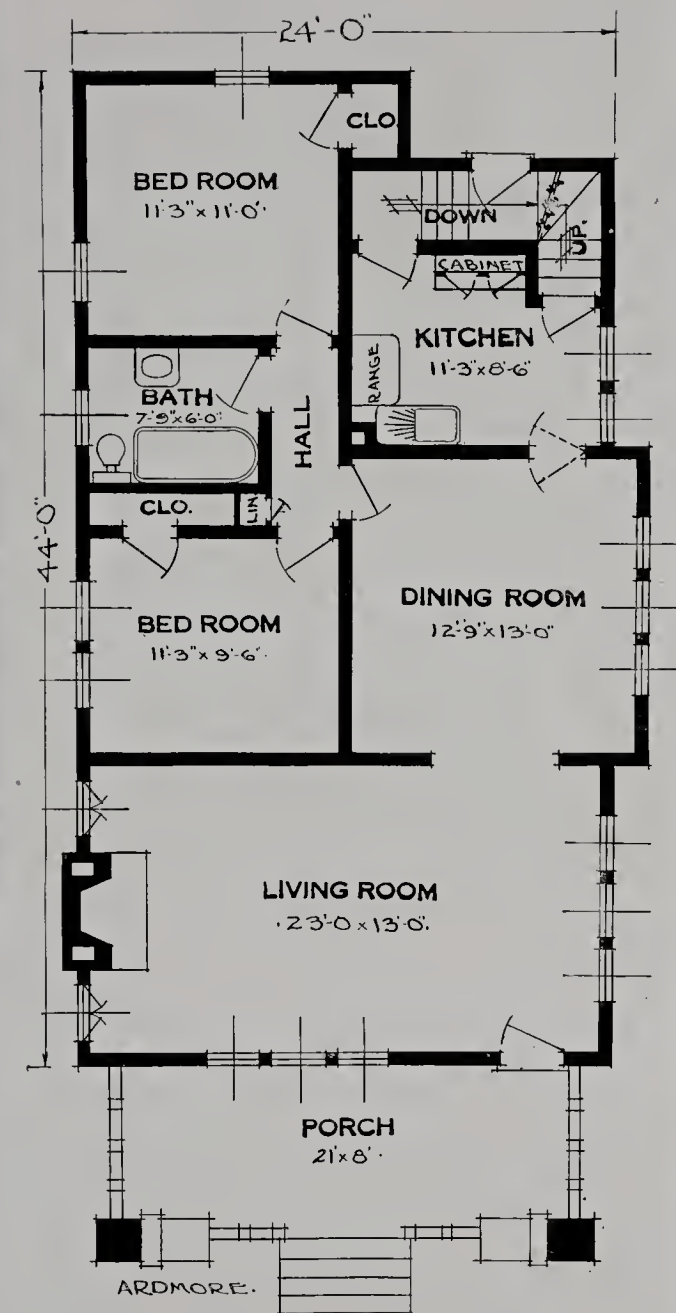 24'-0"
CLO.
BED ROOM
11'-3" x 11'-0"
DOWN
UP.
CABINET
KITCHEN
11'-3" x 8'-6"
RANGE
BATH
7'-9" x 6'-0"
HALL
CLO.
LIN
44'-0"
BED ROOM
11'-3" x 9'-6"
DINING ROOM
12'-9" x 13'-0"
LIVING ROOM
23'-0 x 13'-0"
PORCH
21' x 8'
ARDMORE.